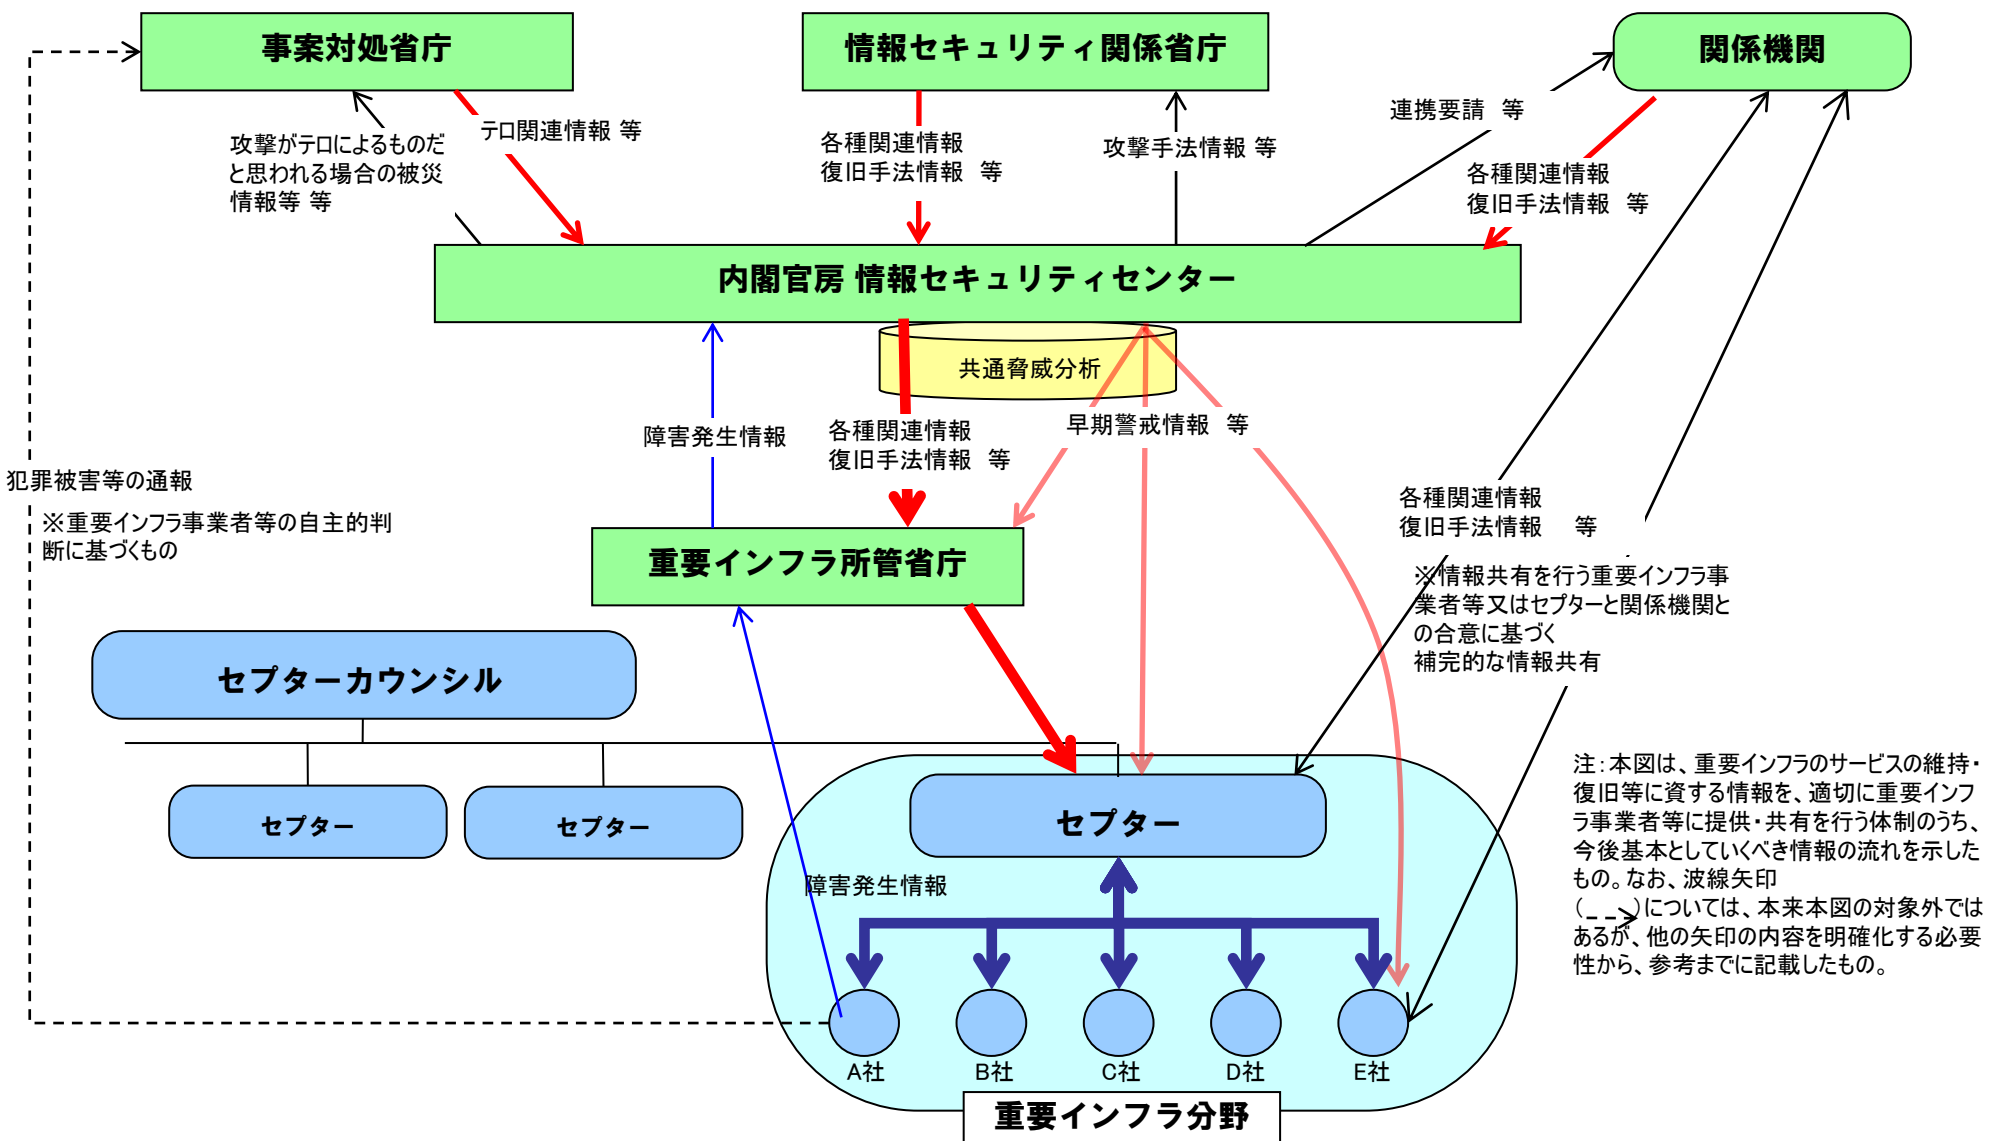 事案対処省庁
情報セキュリティ関係省庁
関係機関
攻撃がテロによるものだ
と思われる場合の被災
情報等 等
テロ関連情報 等
各種関連情報
復旧手法情報　等
攻撃手法情報 等
連携要請　等
各種関連情報
復旧手法情報　等
内閣官房 情報セキュリティセンター
共通脅威分析
障害発生情報
各種関連情報
復旧手法情報　等
早期警戒情報　等
犯罪被害等の通報
※重要インフラ事業者等の自主的判
断に基づくもの
各種関連情報
復旧手法情報　　等
※情報共有を行う重要インフラ事
業者等又はセプターと関係機関と
の合意に基づく
補完的な情報共有
重要インフラ所管省庁
セプターカウンシル
セプター
セプター
セプター
障害発生情報
A社
B社
C社
D社
E社
重要インフラ分野
注：本図は、重要インフラのサービスの維持・
復旧等に資する情報を、適切に重要インフ
ラ事業者等に提供・共有を行う体制のうち、
今後基本としていくべき情報の流れを示した
もの。なお、波線矢印
（　　）については、本来本図の対象外では
あるが、他の矢印の内容を明確化する必要
性から、参考までに記載したもの。